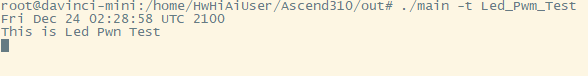 root@davinci-mini:/home/HwHiAiUser/Ascend310/out# ./main -t Led_Pwm_Test
Fri Dec 24 02:28:58 UTC 2100
This is Led Pwn Test